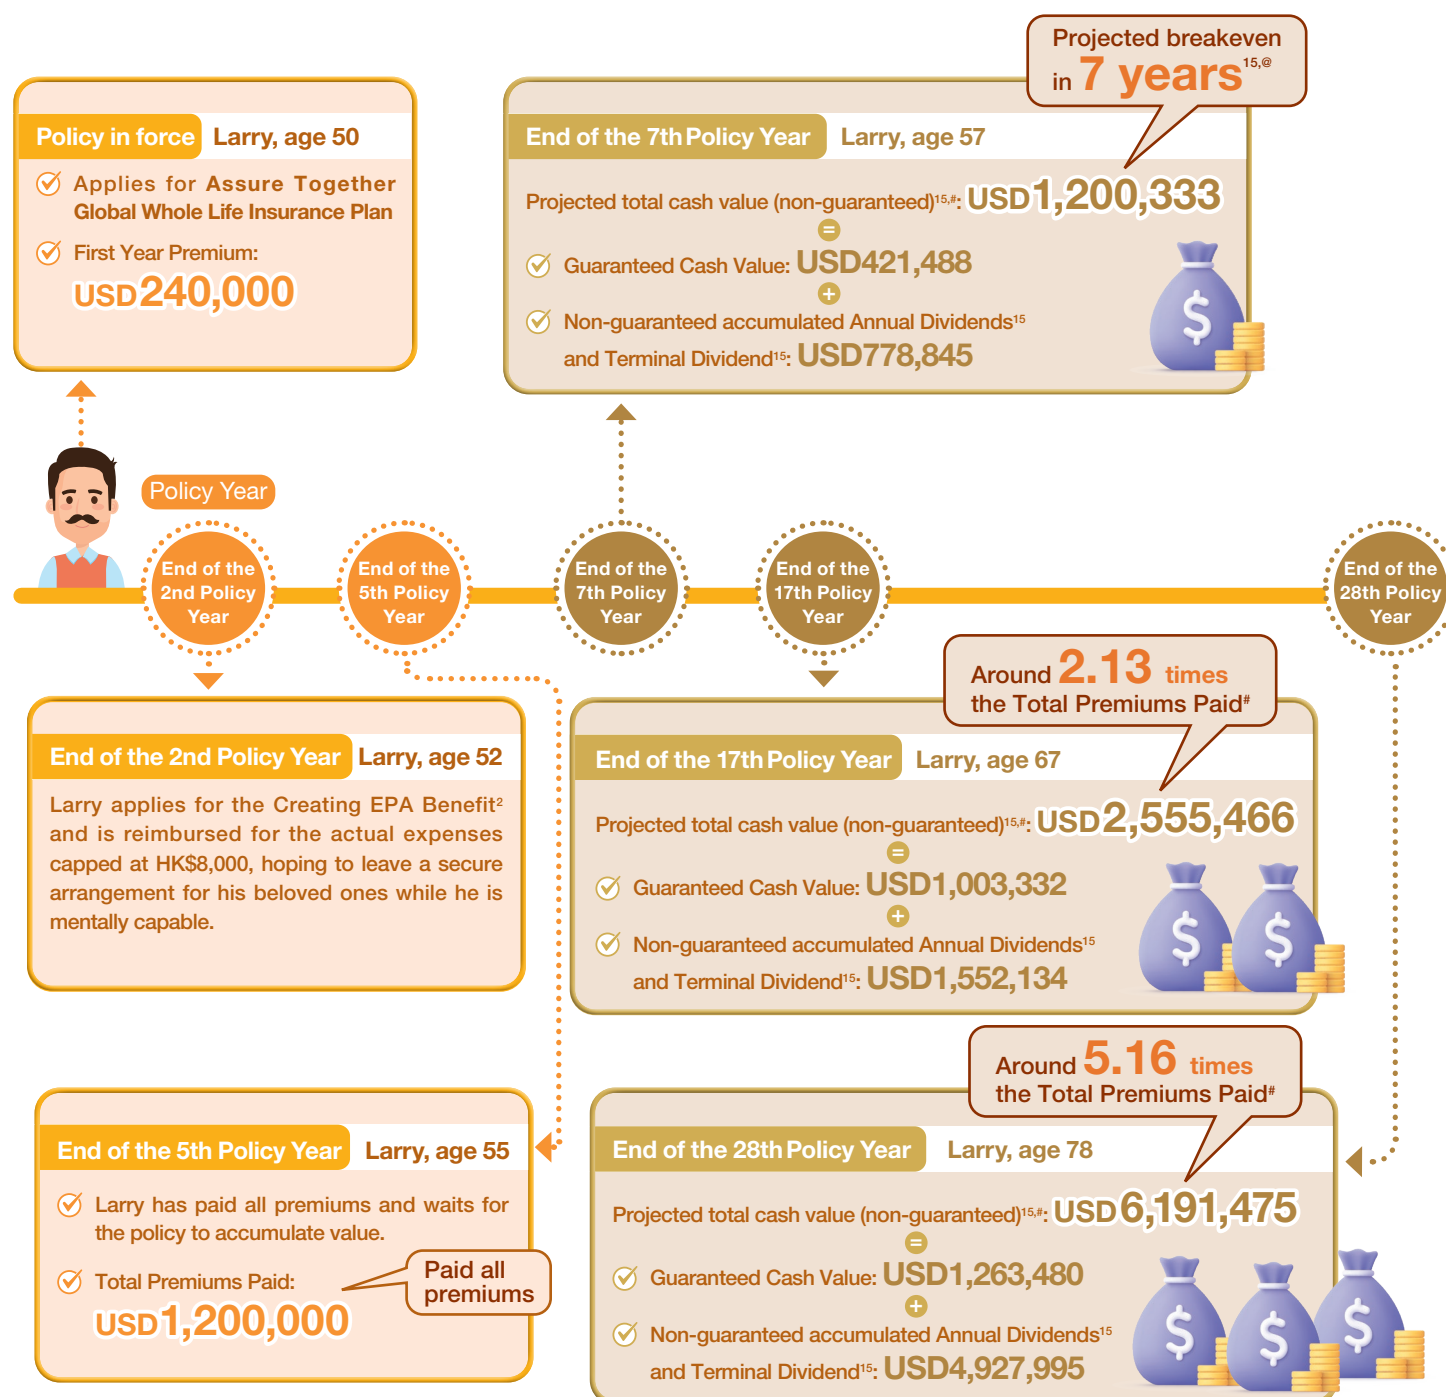 Projected breakeven
in 7 years15,@
Policy in force Larry, age 50
Applies for Assure Together
Global Whole Life Insurance Plan
First Year Premium:
USD240,000
End of the 7th Policy Year Larry, age 57
Projected total cash value (non-guaranteed)15,#: USD1,200,333
=
Guaranteed Cash Value: USD421,488
+
Non-guaranteed accumulated Annual Dividends15
and Terminal Dividend15: USD778,845
$
Policy Year
End of the
2nd Policy
Year
End of the
5th Policy
Year
End of the
7th Policy
Year
End of the
17th Policy
Year
End of the
28th Policy
Year
End of the 2nd Policy Year Larry, age 52
Larry applies for the Creating EPA Benefit2
and is reimbursed for the actual expenses
capped at HK$8,000, hoping to leave a secure
arrangement for his beloved ones while he is
mentally capable.
Around 2.13 times
the Total Premiums Paid#
End of the 17th Policy Year Larry, age 67
Projected total cash value (non-guaranteed)15,#: USD2,555,466
=
Guaranteed Cash Value: USD1,003,332
+
Non-guaranteed accumulated Annual Dividends15
and Terminal Dividend15: USD1,552,134
$ $
End of the 5th Policy Year Larry, age 55
Larry has paid all premiums and waits for
the policy to accumulate value.
Total Premiums Paid:
USD1,200,000
Paid all
premiums
Around 5.16 times
the Total Premiums Paid#
End of the 28th Policy Year Larry, age 78
Projected total cash value (non-guaranteed)15,#: USD6,191,475
=
Guaranteed Cash Value: USD1,263,480
+
Non-guaranteed accumulated Annual Dividends15
and Terminal Dividend15: USD4,927,995
$ $ $